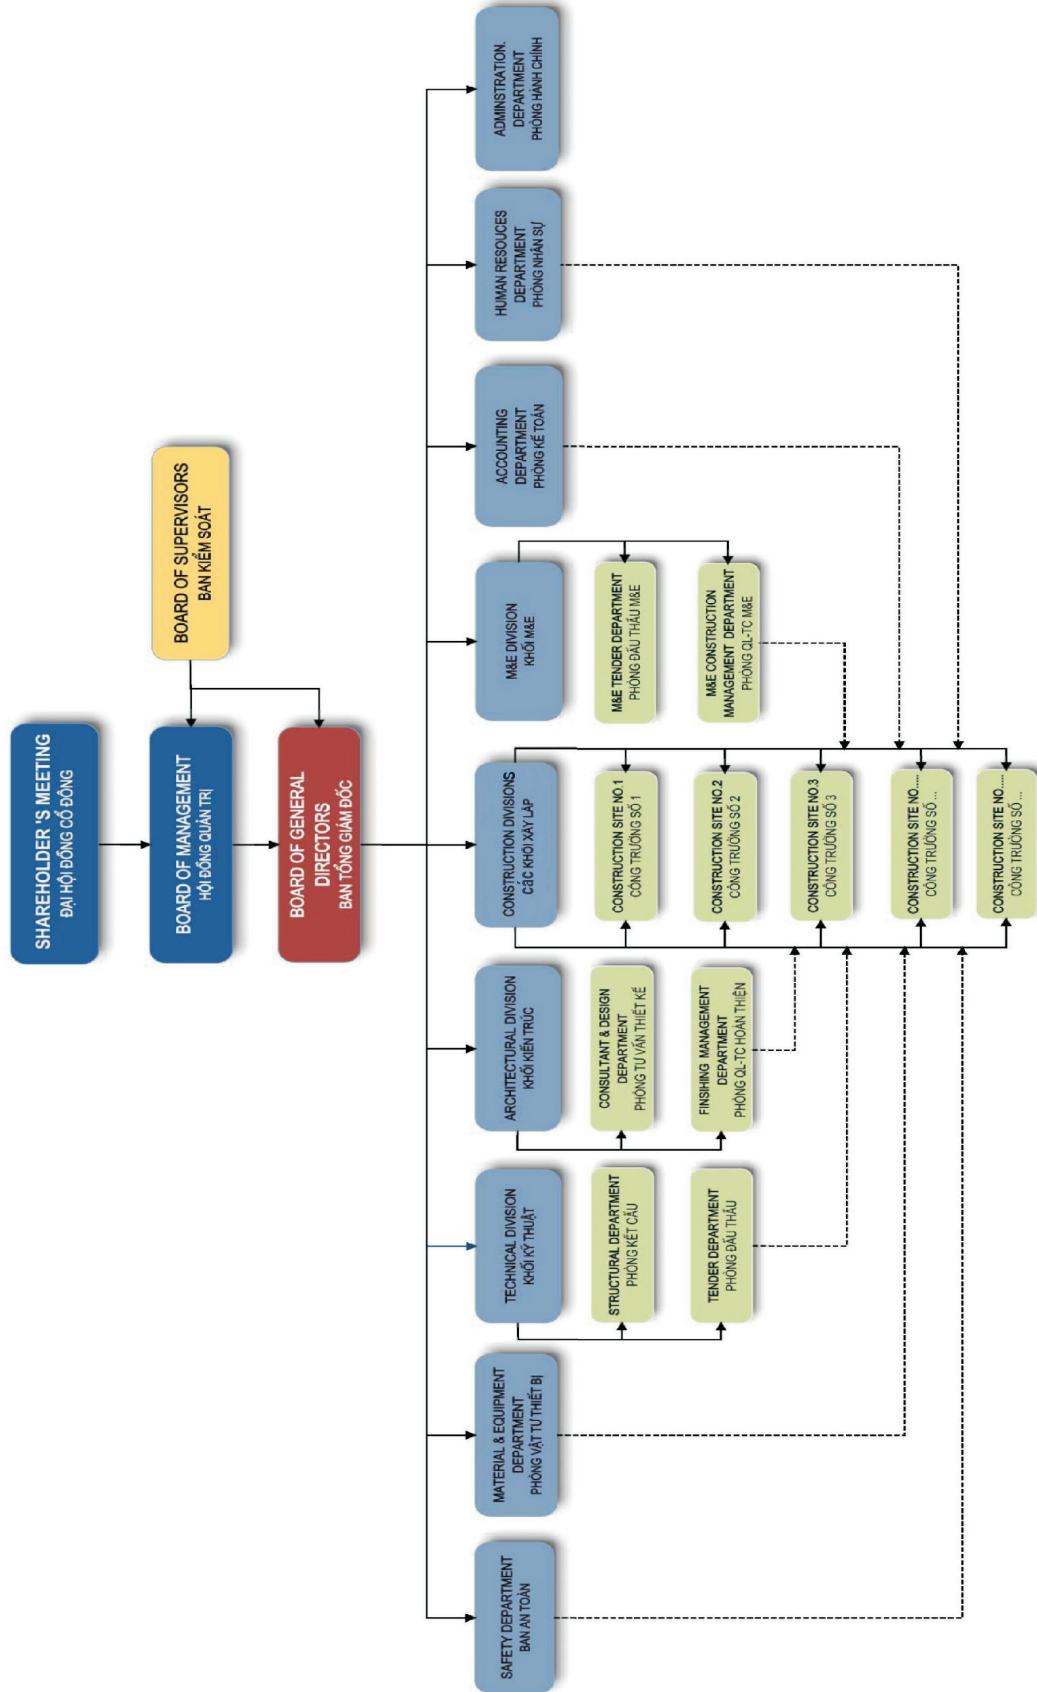 SHAREHOLDER 'S MEETING
ĐẠI HỘI ĐỒNG CỔ ĐÔNG
BOARD OF SUPERVISORS
BAN KIỂM SOÁT
BOARD OF MANAGEMENT
HỘI ĐỒNG QUẢN TRỊ
BOARD OF GENERAL
DIRECTORS
BAN TỔNG GIÁM ĐỐC
SAFETY DEPARTMENT
BAN AN TOÀN
MATERIAL & EQUIPMENT
DEPARTMENT
PHÒNG VẬT TƯ THIẾT BỊ
TECHNICAL DIVISION
KHỐI KỸ THUẬT
ARCHITECTURAL DIVISION
KHỐI KIẾN TRÚC
CONSTRUCTION DIVISIONS
CÁC KHỐI XÂY LẮP
M&E DIVISION
KHỐI M&E
ACCOUNTING
DEPARTMENT
PHÒNG KẾ TOÁN
HUMAN RESOUCES
DEPARTMENT
PHÒNG NHÂN SỰ
ADMINSTRATION.
DEPARTMENT
PHÒNG HÀNH CHÍNH
STRUCTURAL DEPARTMENT
PHÒNG KẾT CẤU
CONSULTANT & DESIGN
DEPARTMENT
PHÒNG TƯ VẤN THIẾT KẾ
CONSTRUCTION SITE NO.1
CÔNG TRƯỜNG SỐ 1
M&E TENDER DEPARTMENT
PHÒNG ĐẤU THẦU M&E
TENDER DEPARTMENT
PHÒNG ĐẤU THẦU
FINSIHING MANAGEMENT
DEPARTMENT
PHÒNG QL-TC HOÀN THIỆN
CONSTRUCTION SITE NO.2
CÔNG TRƯỜNG SỐ 2
M&E CONSTRUCTION
MANAGEMENT DEPARTMENT
PHÒNG QL-TC M&E
CONSTRUCTION SITE NO.3
CÔNG TRƯỜNG SỐ 3
CONSTRUCTION SITE NO.....
CÔNG TRƯỜNG SỐ ...
CONSTRUCTION SITE NO.....
CÔNG TRƯỜNG SỐ ...